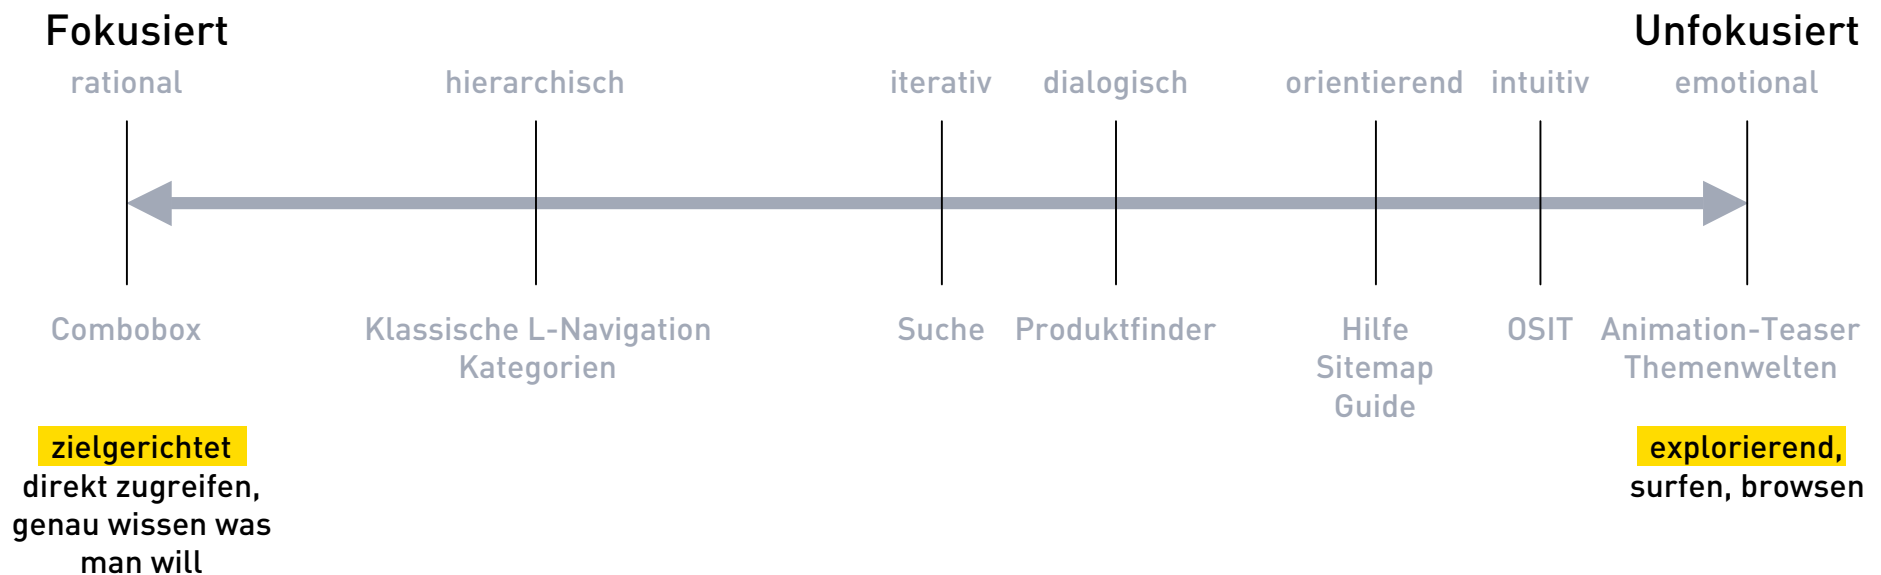 Fokusiert Unfokusiert
rational hierarchisch iterativ dialogisch orientierend intuitiv emotional
Combobox Klassische L-Navigation Suche Produktfinder Hilfe OSIT Animation-Teaser
Kategorien Sitemap Themenwelten
Guide
zielgerichtet explorierend,
direkt zugreifen, surfen, browsen
genau wissen was
man will